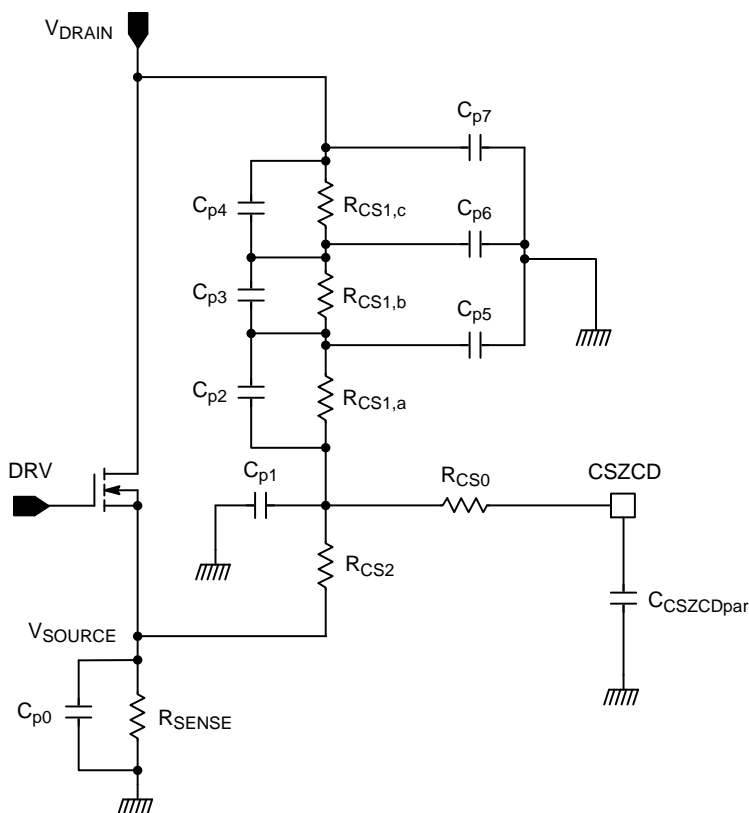 VDRAIN
Cp7
Cp4
RCS1,c
Cp6
Cp3
RCS1,b
Cp5
Cp2
RCS1,a
DRV
Cp1
RCS0
CSZCD
RCS2
CCSZCDpar
VSOURCE
Cp0
RSENSE